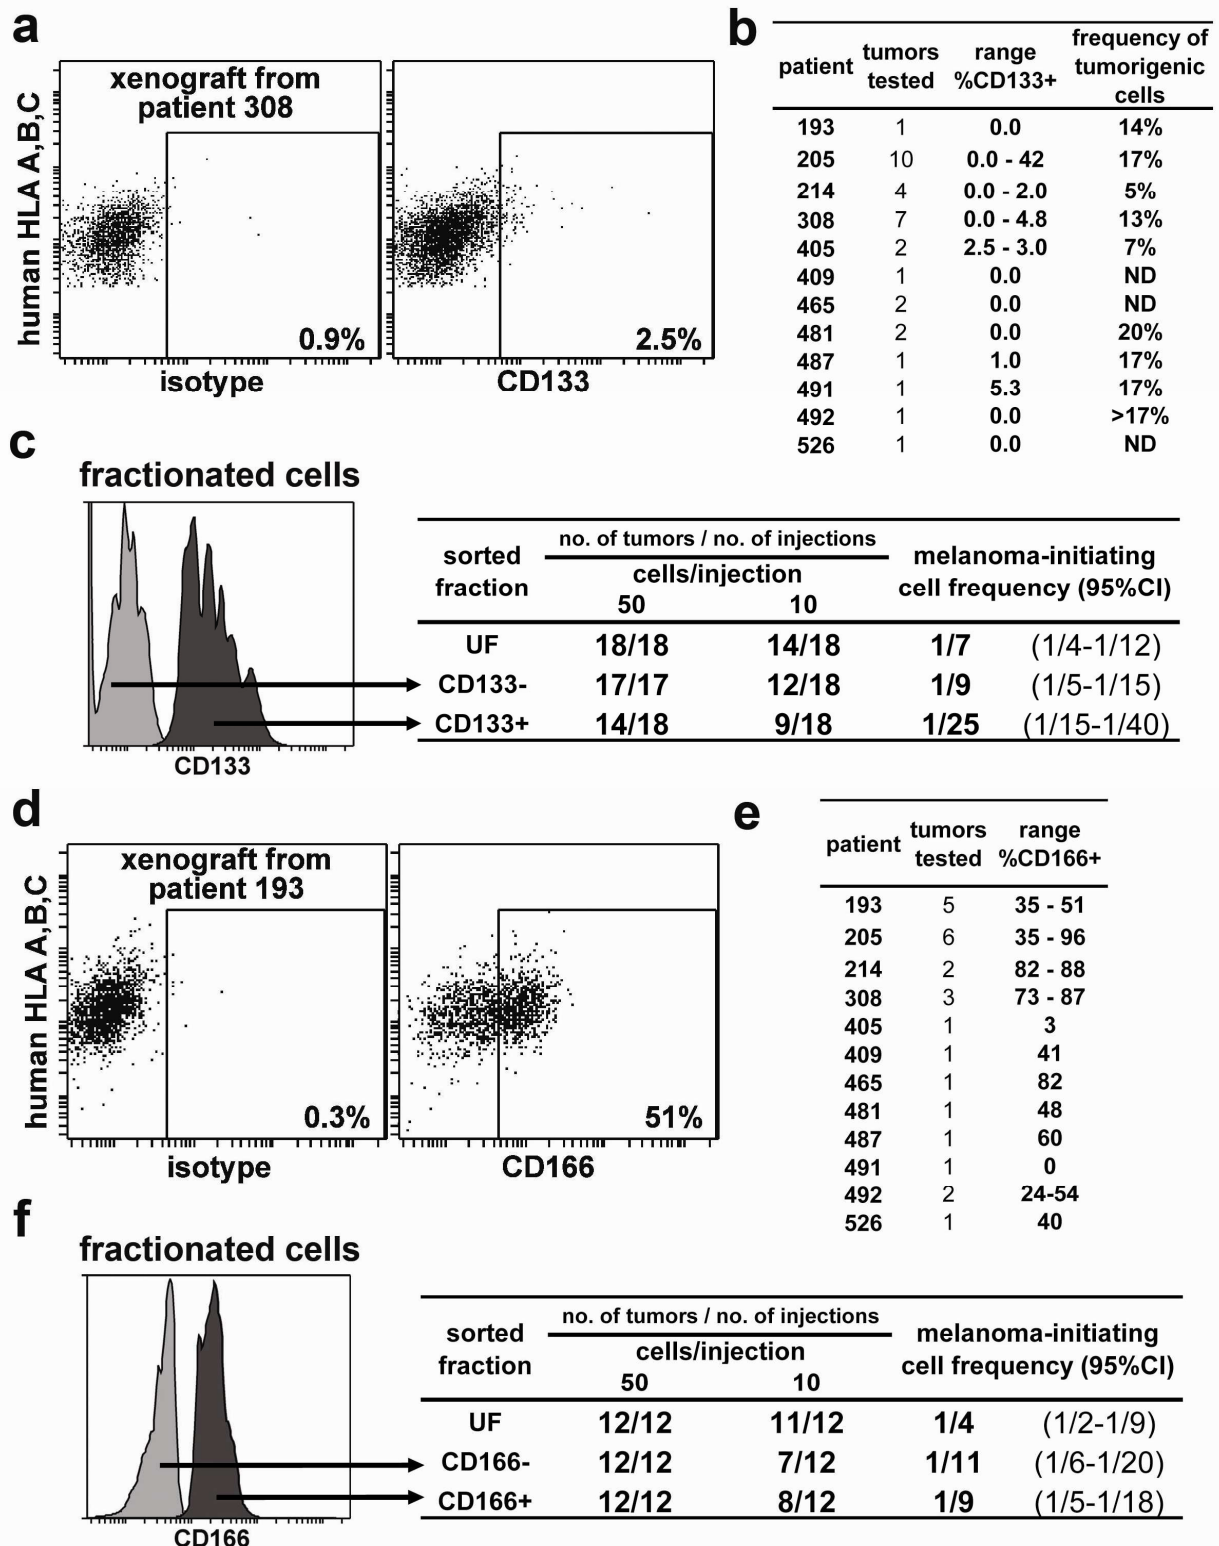 a
xenograft from
patient 308
human HLA A,B,C
0.9%
2.5%
isotype
CD133
b
patient tumors tested range %CD133+ frequency of tumorigenic cells
193 1 0.0 14%
205 10 0.0 - 42 17%
214 4 0.0 - 2.0 5%
308 7 0.0 - 4.8 13%
405 2 2.5 - 3.0 7%
409 1 0.0 ND
465 2 0.0 ND
481 2 0.0 20%
487 1 1.0 17%
491 1 5.3 17%
492 1 0.0 >17%
526 1 0.0 ND
c
fractionated cells
CD133
sorted fraction
no. of tumors / no. of injections
cells/injection
50 10
melanoma-initiating
cell frequency (95%CI)
UF 18/18 14/18 1/7 (1/4-1/12)
CD133- 17/17 12/18 1/9 (1/5-1/15)
CD133+ 14/18 9/18 1/25 (1/15-1/40)
d
xenograft from
patient 193
human HLA A,B,C
0.3%
51%
isotype
CD166
e
patient tumors tested range %CD166+
193 5 35 - 51
205 6 35 - 96
214 2 82 - 88
308 3 73 - 87
405 1 3
409 1 41
465 1 82
481 1 48
487 1 60
491 1 0
492 2 24-54
526 1 40
f
fractionated cells
CD166
sorted fraction
no. of tumors / no. of injections
cells/injection
50 10
melanoma-initiating
cell frequency (95%CI)
UF 12/12 11/12 1/4 (1/2-1/9)
CD166- 12/12 7/12 1/11 (1/6-1/20)
CD166+ 12/12 8/12 1/9 (1/5-1/18)